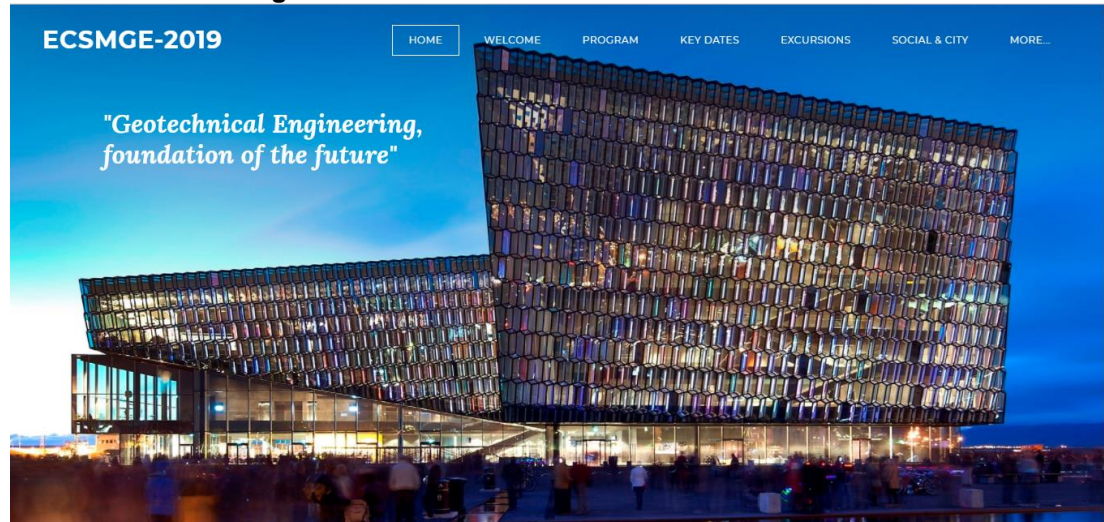 ECSMGE-2019
HOME WELCOME PROGRAM KEY DATES EXCURSIONS SOCIAL & CITY MORE...
"Geotechnical Engineering,
foundation of the future"